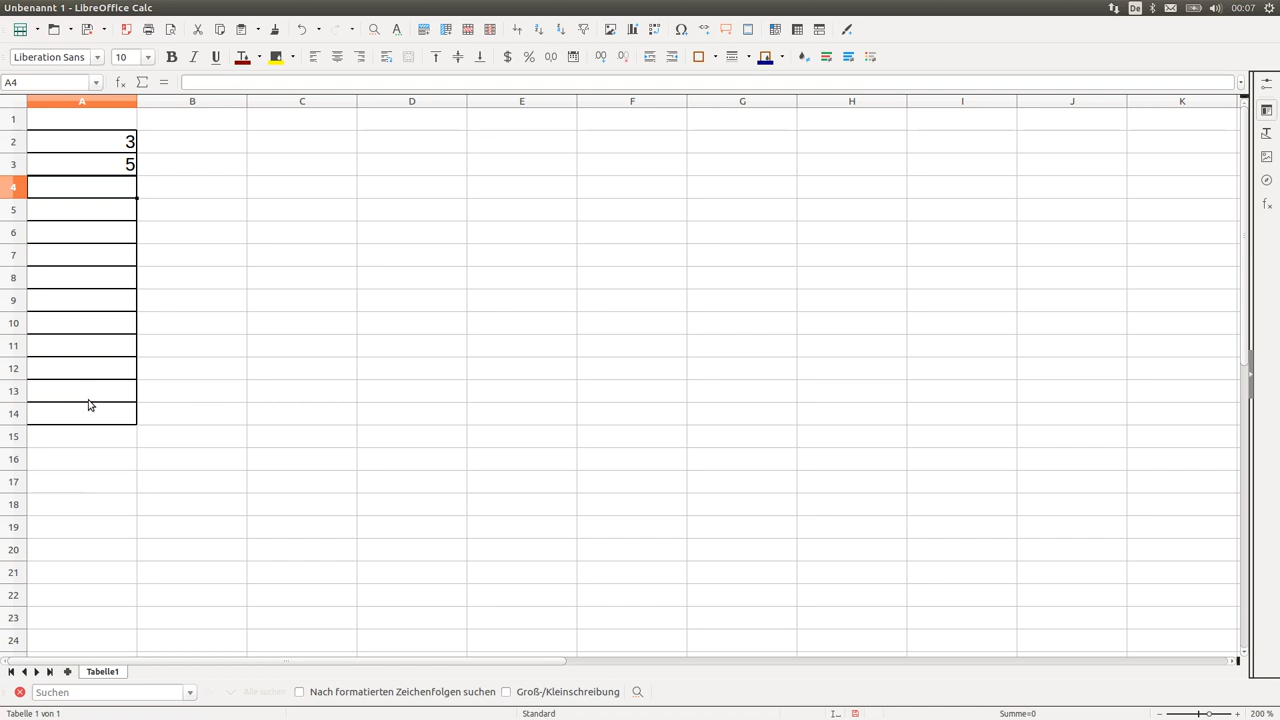 Unbenannt 1 - LibreOffice Calc
De
00:07
Liberation Sans
10
A4
A B C D E F G H I J K
1
2 3
3 5
4
5
6
7
8
9
10
11
12
13
14
15
16
17
18
19
20
21
22
23
24
Tabelle1
Suchen
Alle suchen
Nach formatierten Zeichenfolgen suchen
Groß-/Kleinschreibung
Tabelle 1 von 1
Standard
Summe=0
200 %